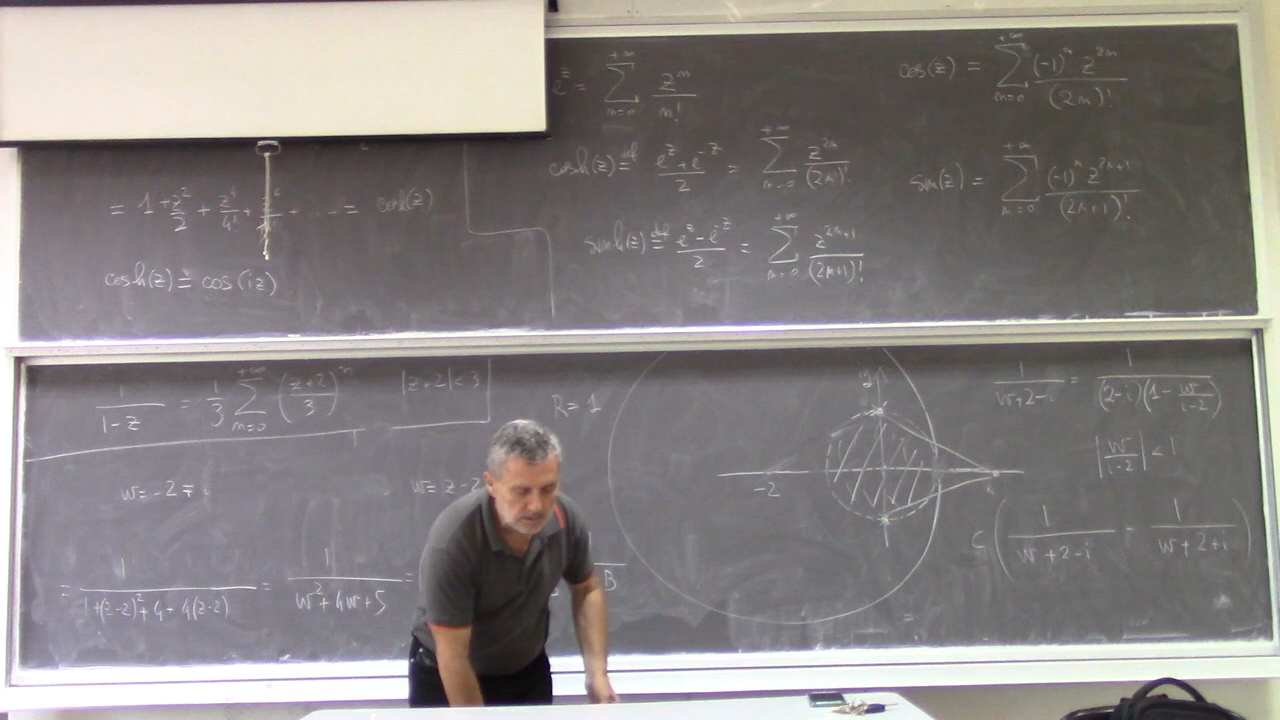 = 1 + z²/2 + z⁴/4! + ... = cosh(z)
cosh(z) = cos(iz)
e^z = Σ_{n=0}^{+∞} z^n/n!
cosh(z) def= (e^z + e^-z)/2 = Σ_{n=0}^{+∞} z^{2n}/(2n)!
sinh(z) def= (e^z - e^-z)/2 = Σ_{n=0}^{+∞} z^{2n+1}/(2n+1)!
cos(z) = Σ_{n=0}^{+∞} (-1)^n z^{2n}/(2n)!
sin(z) = Σ_{n=0}^{+∞} (-1)^n z^{2n+1}/(2n+1)!
1/(1-z) = 1/3 Σ_{n=0}^{+∞} ((z+2)/3)^n |z+2|<3
w = -2 ∓ i
w = z-2
= 1/(1+(z-2)²+4-4(z-2)) = 1/(w²+4w+5) =
B
R=1
-2
1/(w+2-i) = 1/((2-i)(1 - w/(i-2)))
|w/(i-2)| < 1
C(1/(w+2-i) - 1/(w+2+i))